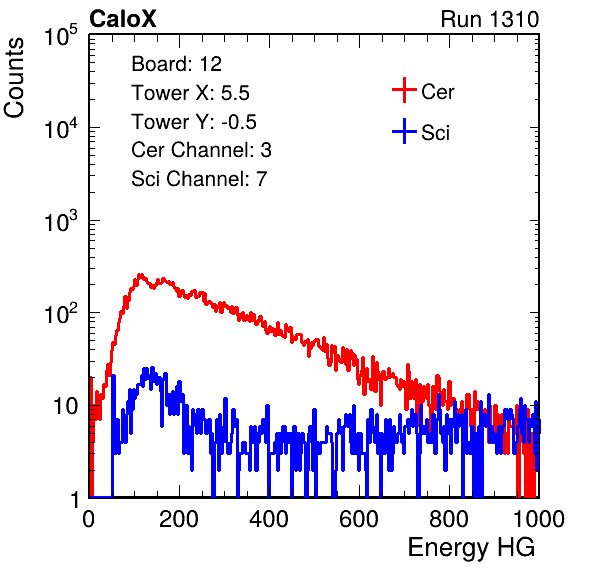 CaloX Run 1310
Counts
Board: 12
Tower X: 5.5
Tower Y: -0.5
Cer Channel: 3
Sci Channel: 7
Cer
Sci
10^5
10^4
10^3
10^2
10
1
0 200 400 600 800 1000
Energy HG